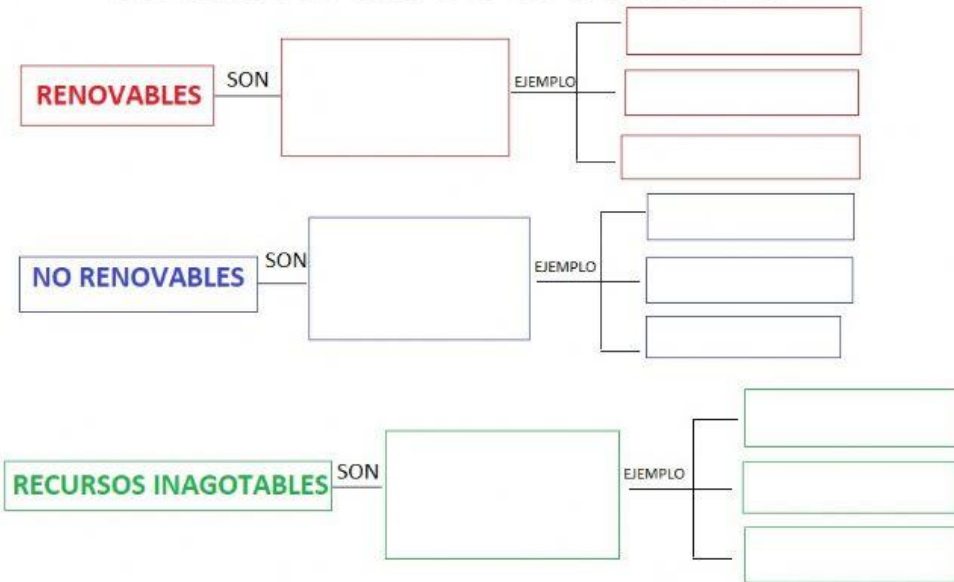 RENOVABLES
SON
EJEMPLO
NO RENOVABLES
SON
EJEMPLO
RECURSOS INAGOTABLES
SON
EJEMPLO